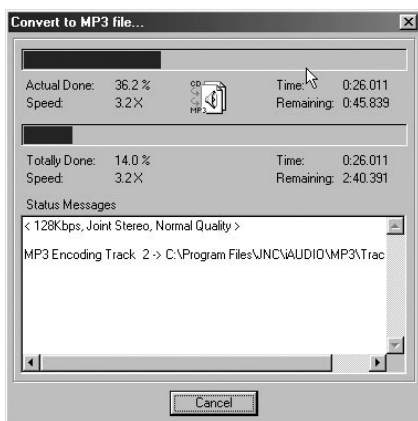 Convert to MP3 file...
Actual Done: 36.2 % Time: 0:26.011
Speed: 3.2X Remaining: 0:45.839
CD
MP3
Totally Done: 14.0 % Time: 0:26.011
Speed: 3.2X Remaining: 2:40.391
Status Messages
< 128Kbps, Joint Stereo, Normal Quality >
MP3 Encoding Track 2 -> C:\Program Files\JNC\iAUDIO\MP3\Trac
Cancel